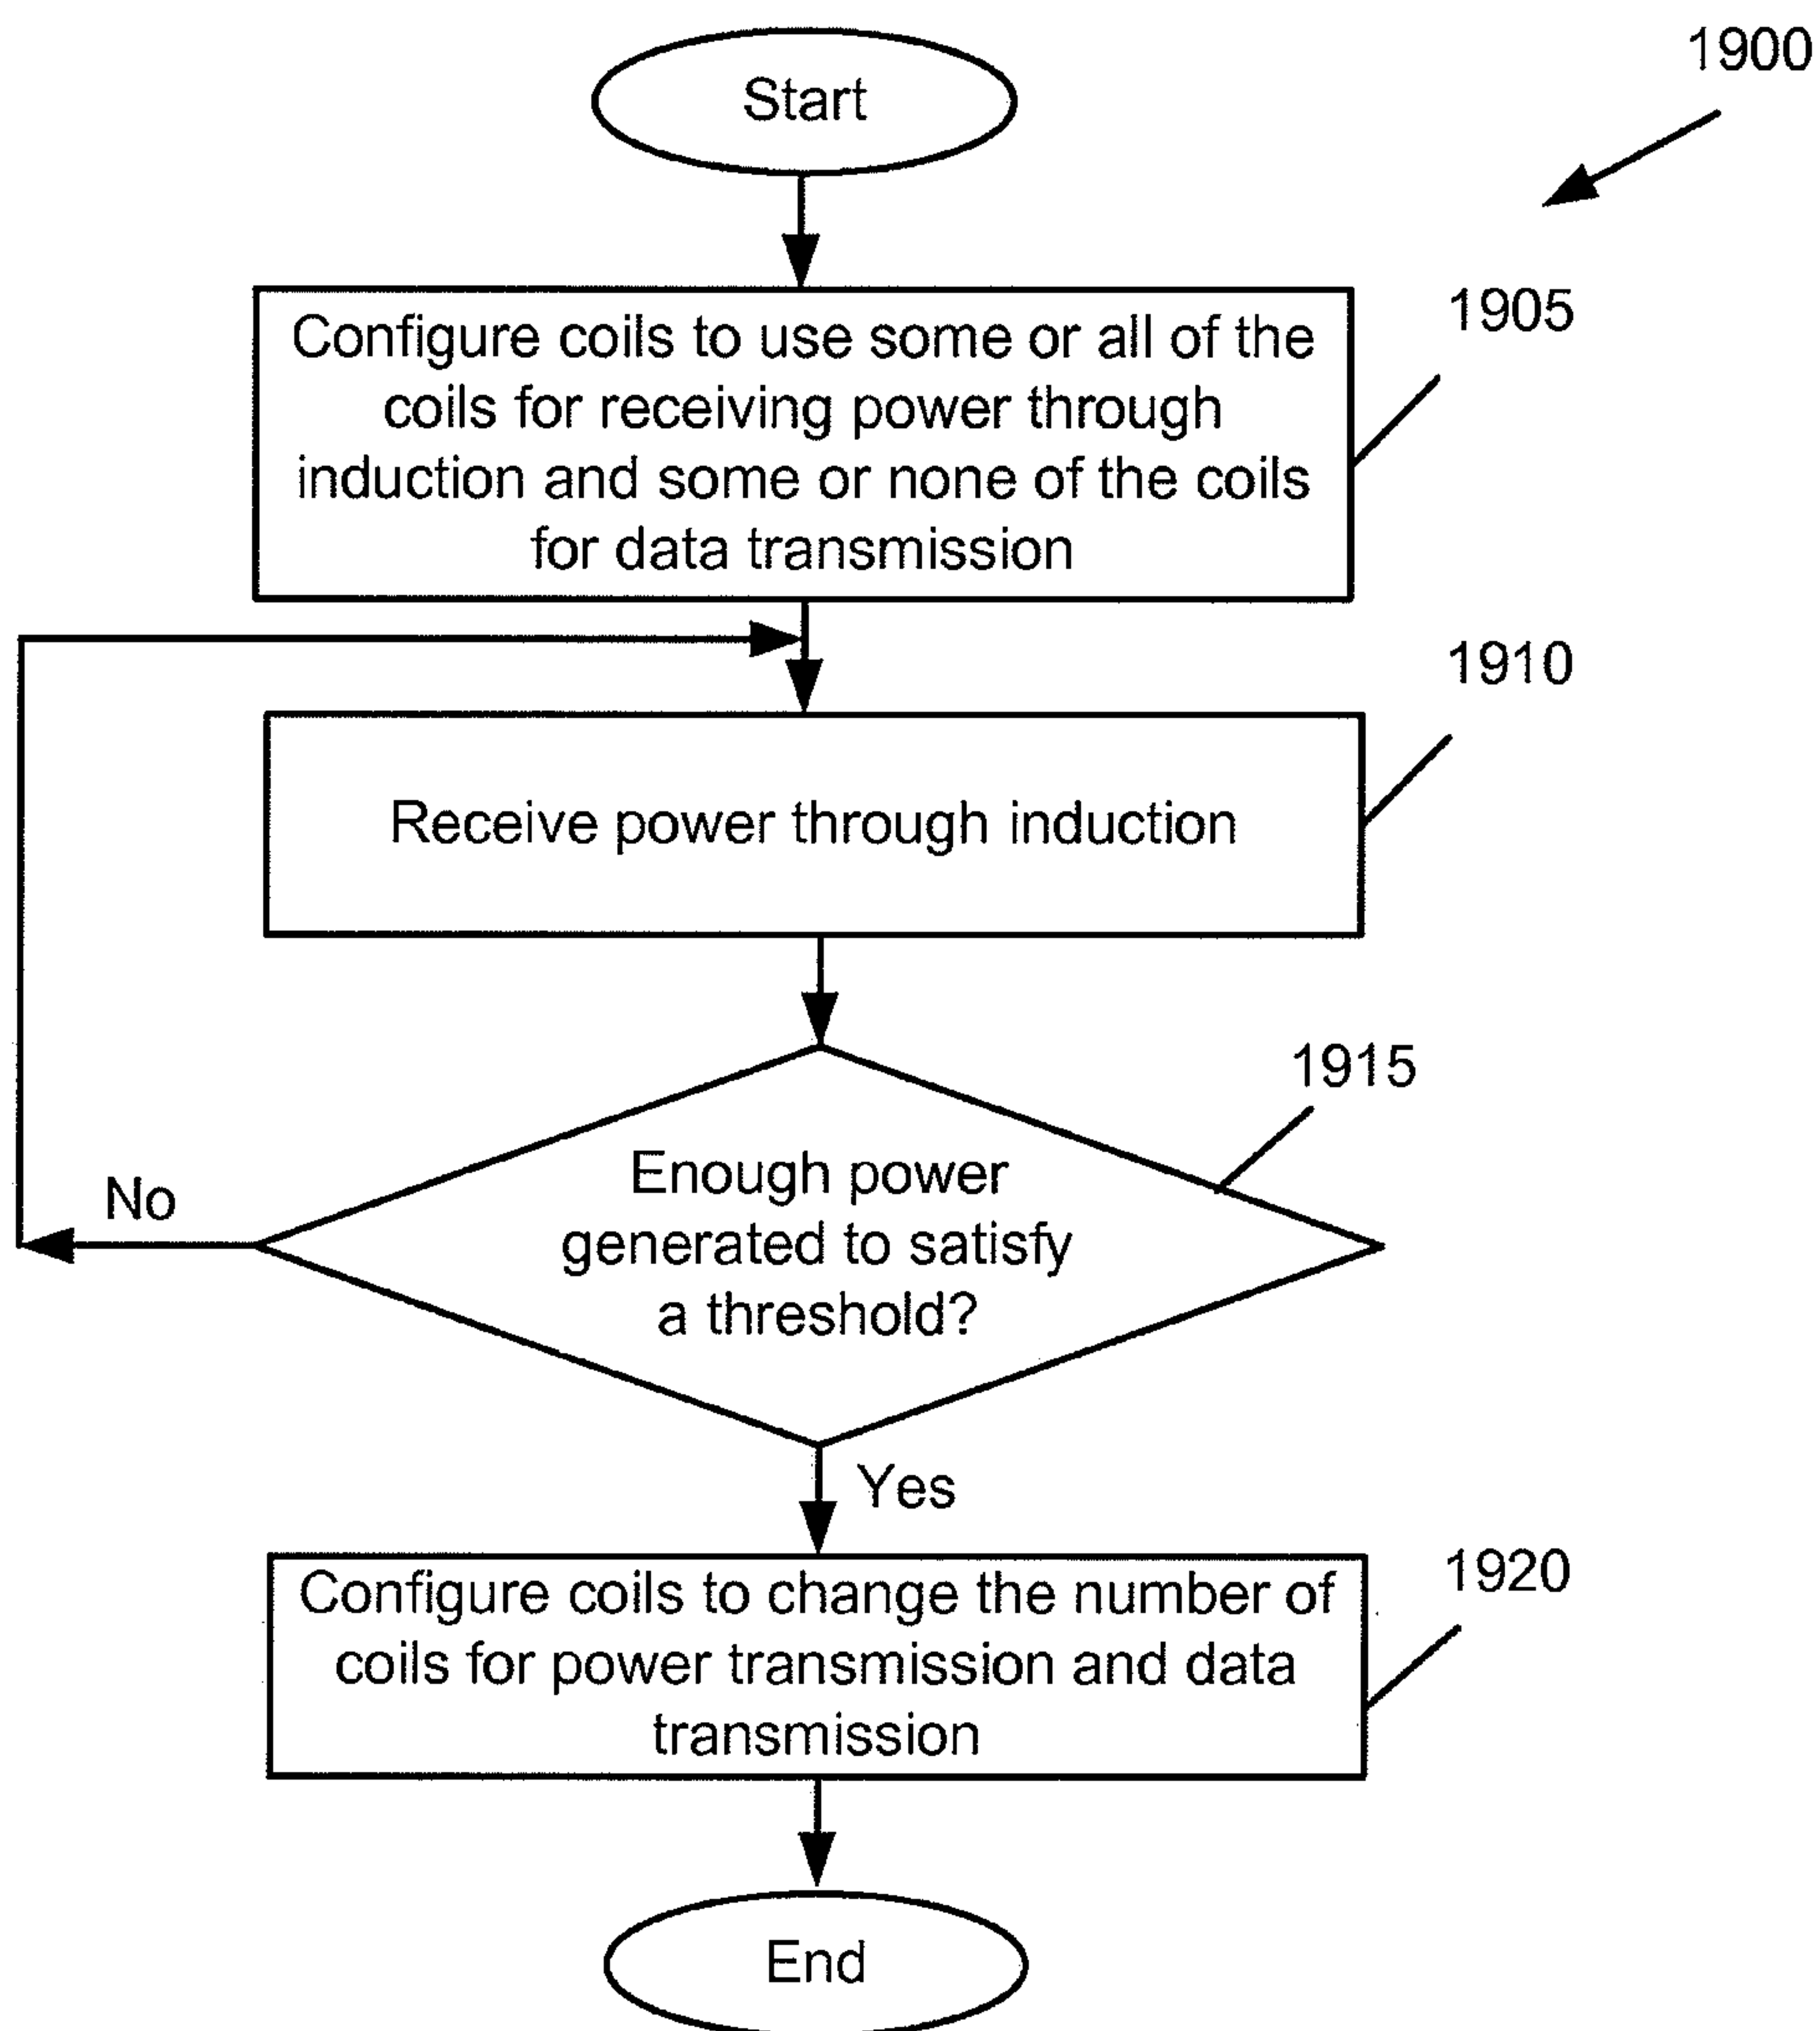 1900
Start
1905
Configure coils to use some or all of the
coils for receiving power through
induction and some or none of the coils
for data transmission
1910
Receive power through induction
1915
Enough power
generated to satisfy
a threshold?
No
Yes
1920
Configure coils to change the number of
coils for power transmission and data
transmission
End